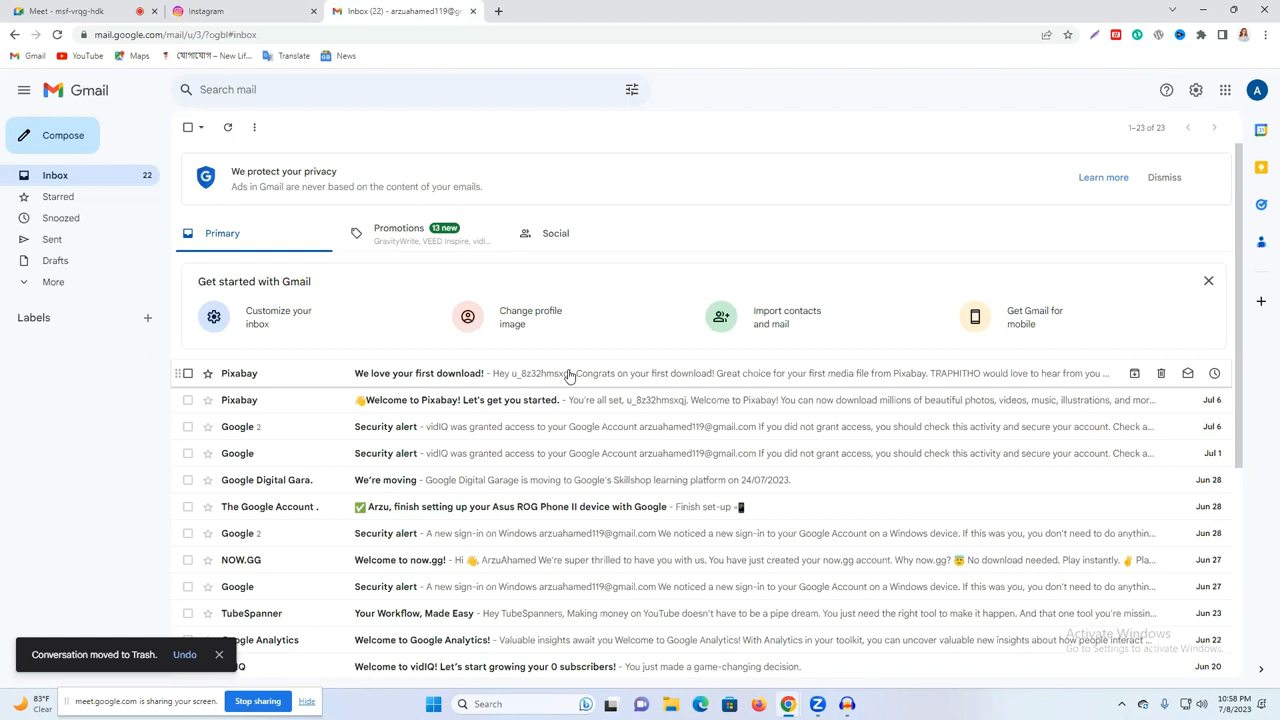 Meet - msf-vrqg-hdk
Instagram
Inbox (22) - arzuahamed119@g
mail.google.com/mail/u/3/?ogbl#inbox
Gmail YouTube Maps যোগাযোগ – New Lif... Translate News
Gmail
Search mail
A
Compose
1–23 of 23
Inbox 22
Starred
Snoozed
Sent
Drafts
More
Labels
We protect your privacy
Ads in Gmail are never based on the content of your emails.
Learn more Dismiss
Primary
Promotions 13 new
GravityWrite, VEED Inspire, vidI...
Social
Get started with Gmail
Customize your
inbox
Change profile
image
Import contacts
and mail
Get Gmail for
mobile
Pixabay We love your first download! - Hey u_8z32hmsxqj Congrats on your first download! Great choice for your first media file from Pixabay. TRAPHITHO would love to hear from you ...
Pixabay 👋Welcome to Pixabay! Let's get you started. - You're all set, u_8z32hmsxqj. Welcome to Pixabay! You can now download millions of beautiful photos, videos, music, illustrations, and mor... Jul 6
Google 2 Security alert - vidIQ was granted access to your Google Account arzuahamed119@gmail.com If you did not grant access, you should check this activity and secure your account. Check a... Jul 6
Google Security alert - vidIQ was granted access to your Google Account arzuahamed119@gmail.com If you did not grant access, you should check this activity and secure your account. Check a... Jul 1
Google Digital Gara. We're moving - Google Digital Garage is moving to Google's Skillshop learning platform on 24/07/2023. Jun 28
The Google Account . ✅ Arzu, finish setting up your Asus ROG Phone II device with Google - Finish set-up 📲 Jun 28
Google 2 Security alert - A new sign-in on Windows arzuahamed119@gmail.com We noticed a new sign-in to your Google Account on a Windows device. If this was you, you don't need to do anythin... Jun 28
NOW.GG Welcome to now.gg! - Hi 👋, ArzuAhamed We're super thrilled to have you with us. You have just created your now.gg account. Why now.gg? 😇 No download needed. Play instantly. ✌ Pla... Jun 27
Google Security alert - A new sign-in on Windows arzuahamed119@gmail.com We noticed a new sign-in to your Google Account on a Windows device. If this was you, you don't need to do anythin... Jun 27
TubeSpanner Your Workflow, Made Easy - Hey TubeSpanners, Making money on YouTube doesn't have to be a pipe dream. You just need the right tool to make it happen. And that one tool you're missin... Jun 23
Google Analytics Welcome to Google Analytics! - Valuable insights await you Welcome to Google Analytics! With Analytics in your toolkit, you can uncover valuable new insights about how people interact ... Jun 22
IQ Welcome to vidIQ! Let's start growing your 0 subscribers! - You just made a game-changing decision. Jun 20
Conversation moved to Trash. Undo
Activate Windows
Go to Settings to activate Windows.
83°F
Clear
meet.google.com is sharing your screen. Stop sharing Hide
Search
10:58 PM
7/8/2023